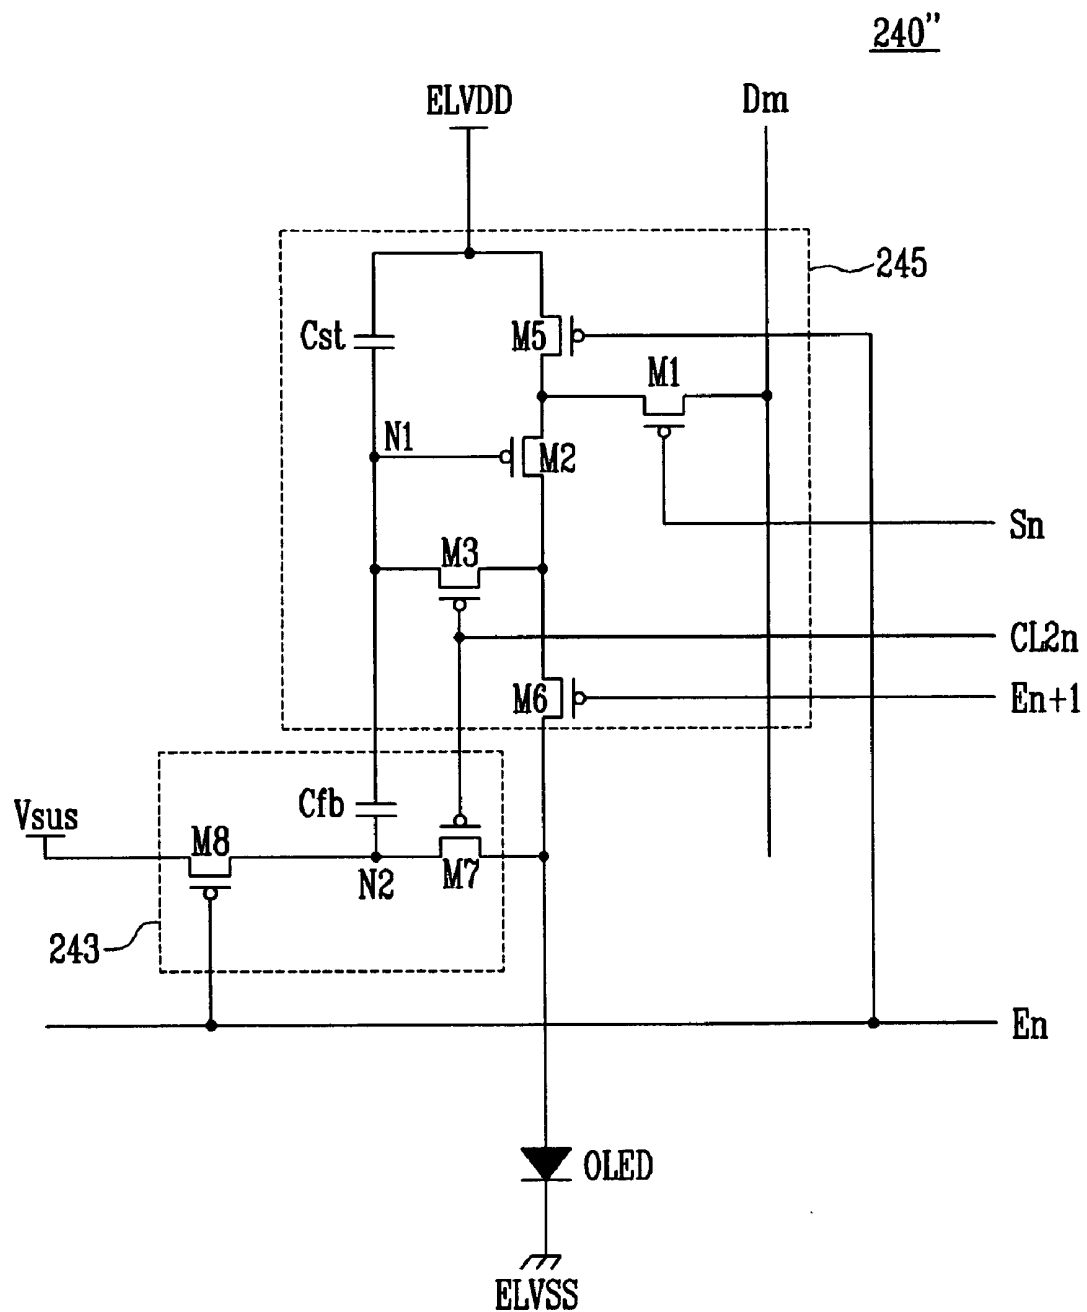 240"
ELVDD
Dm
245
Cst
M5
M1
N1
M2
Sn
M3
CL2n
M6
En+1
Vsus
Cfb
M8
N2
M7
243
En
OLED
ELVSS